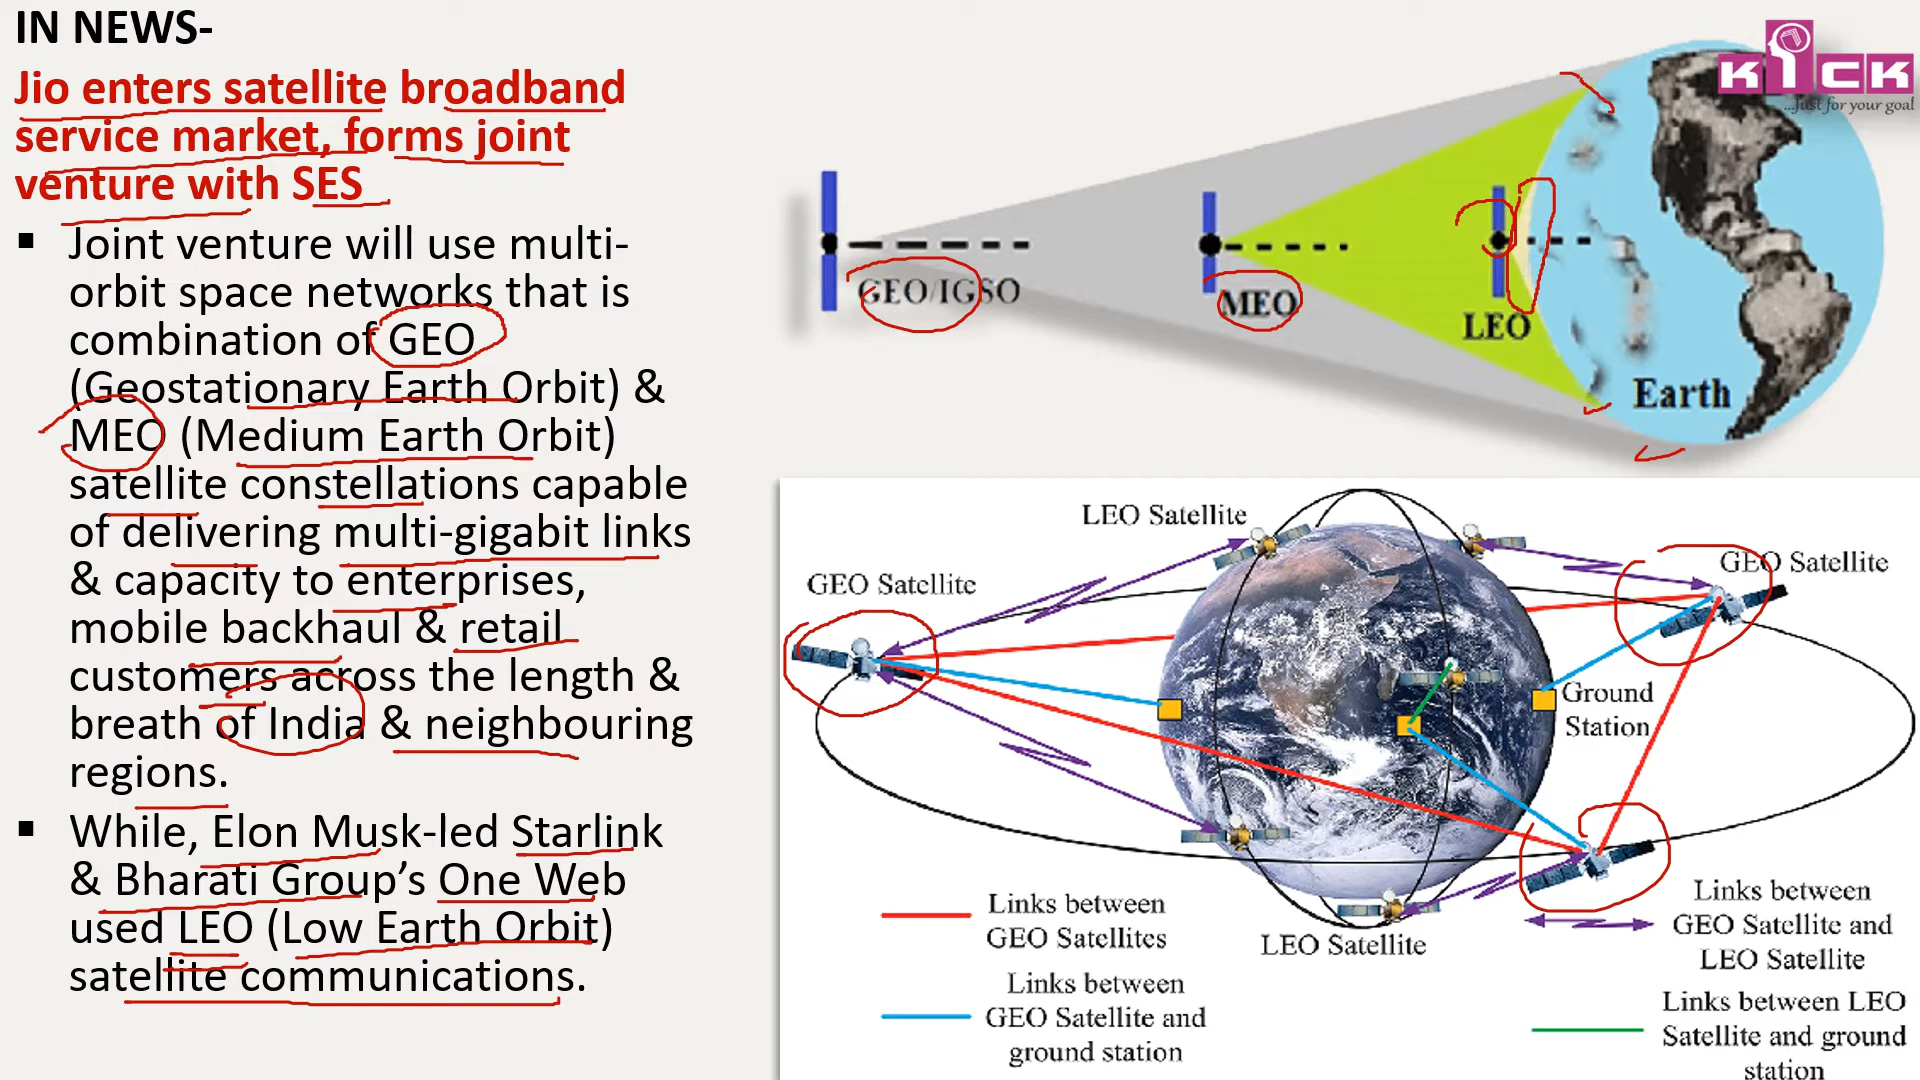 IN NEWS-
Jio enters satellite broadband
service market, forms joint
venture with SES
▪ Joint venture will use multi-
orbit space networks that is
combination of GEO
(Geostationary Earth Orbit) &
MEO (Medium Earth Orbit)
satellite constellations capable
of delivering multi-gigabit links
& capacity to enterprises,
mobile backhaul & retail
customers across the length &
breath of India & neighbouring
regions.
▪ While, Elon Musk-led Starlink
& Bharati Group’s One Web
used LEO (Low Earth Orbit)
satellite communications.
KICK
...Just for your goal
GEO/IGSO
MEO
LEO
Earth
LEO Satellite
GEO Satellite
GEO Satellite
Ground
Station
LEO Satellite
Links between
GEO Satellites
Links between
GEO Satellite and
ground station
Links between
GEO Satellite and
LEO Satellite
Links between LEO
Satellite and ground
station